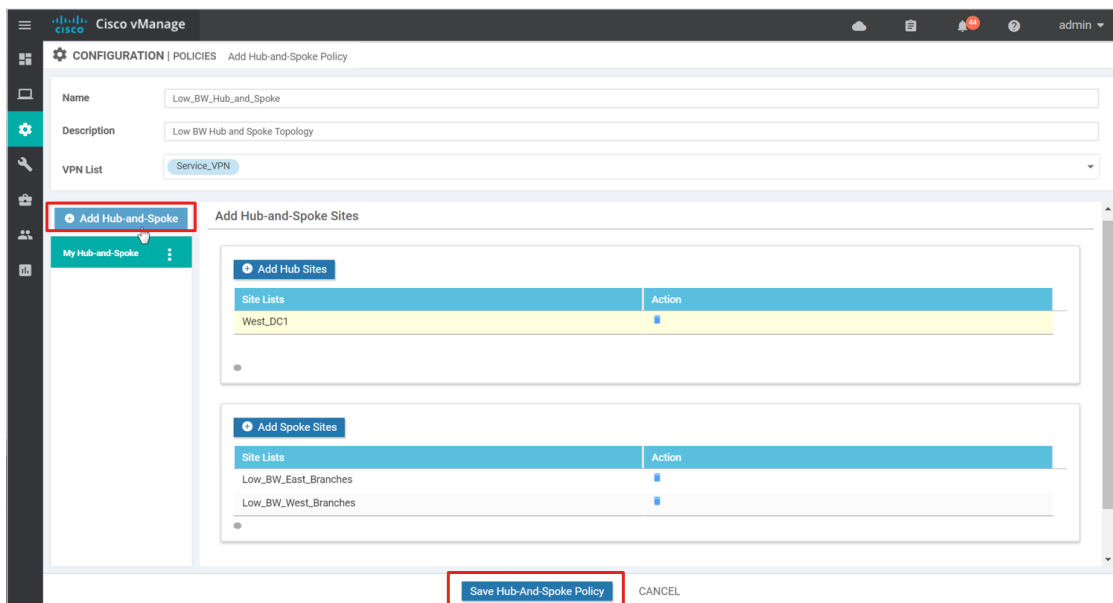 cisco Cisco vManage 44 admin
CONFIGURATION | POLICIES Add Hub-and-Spoke Policy
Name Low_BW_Hub_and_Spoke
Description Low BW Hub and Spoke Topology
VPN List Service_VPN
Add Hub-and-Spoke
My Hub-and-Spoke
Add Hub-and-Spoke Sites
Add Hub Sites
Site Lists Action
West_DC1
Add Spoke Sites
Site Lists Action
Low_BW_East_Branches
Low_BW_West_Branches
Save Hub-And-Spoke Policy CANCEL